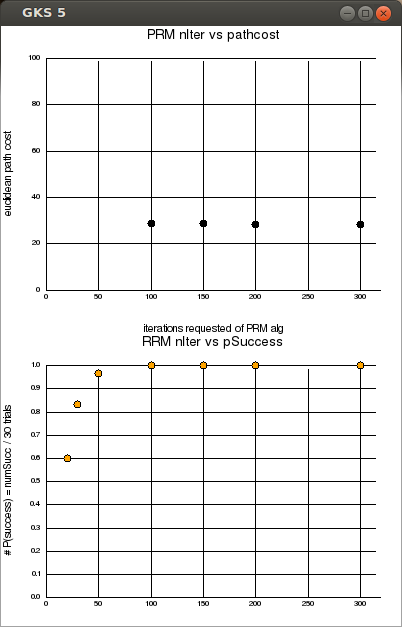 GKS 5
PRM nIter vs pathcost
100
80
60
40
20
0
euclidean path cost
0 50 100 150 200 250 300
iterations requested of PRM alg
RRM nIter vs pSuccess
1.0
0.9
0.8
0.7
0.6
0.5
0.4
0.3
0.2
0.1
0.0
# P(success) = numSucc / 30 trials
0 50 100 150 200 250 300